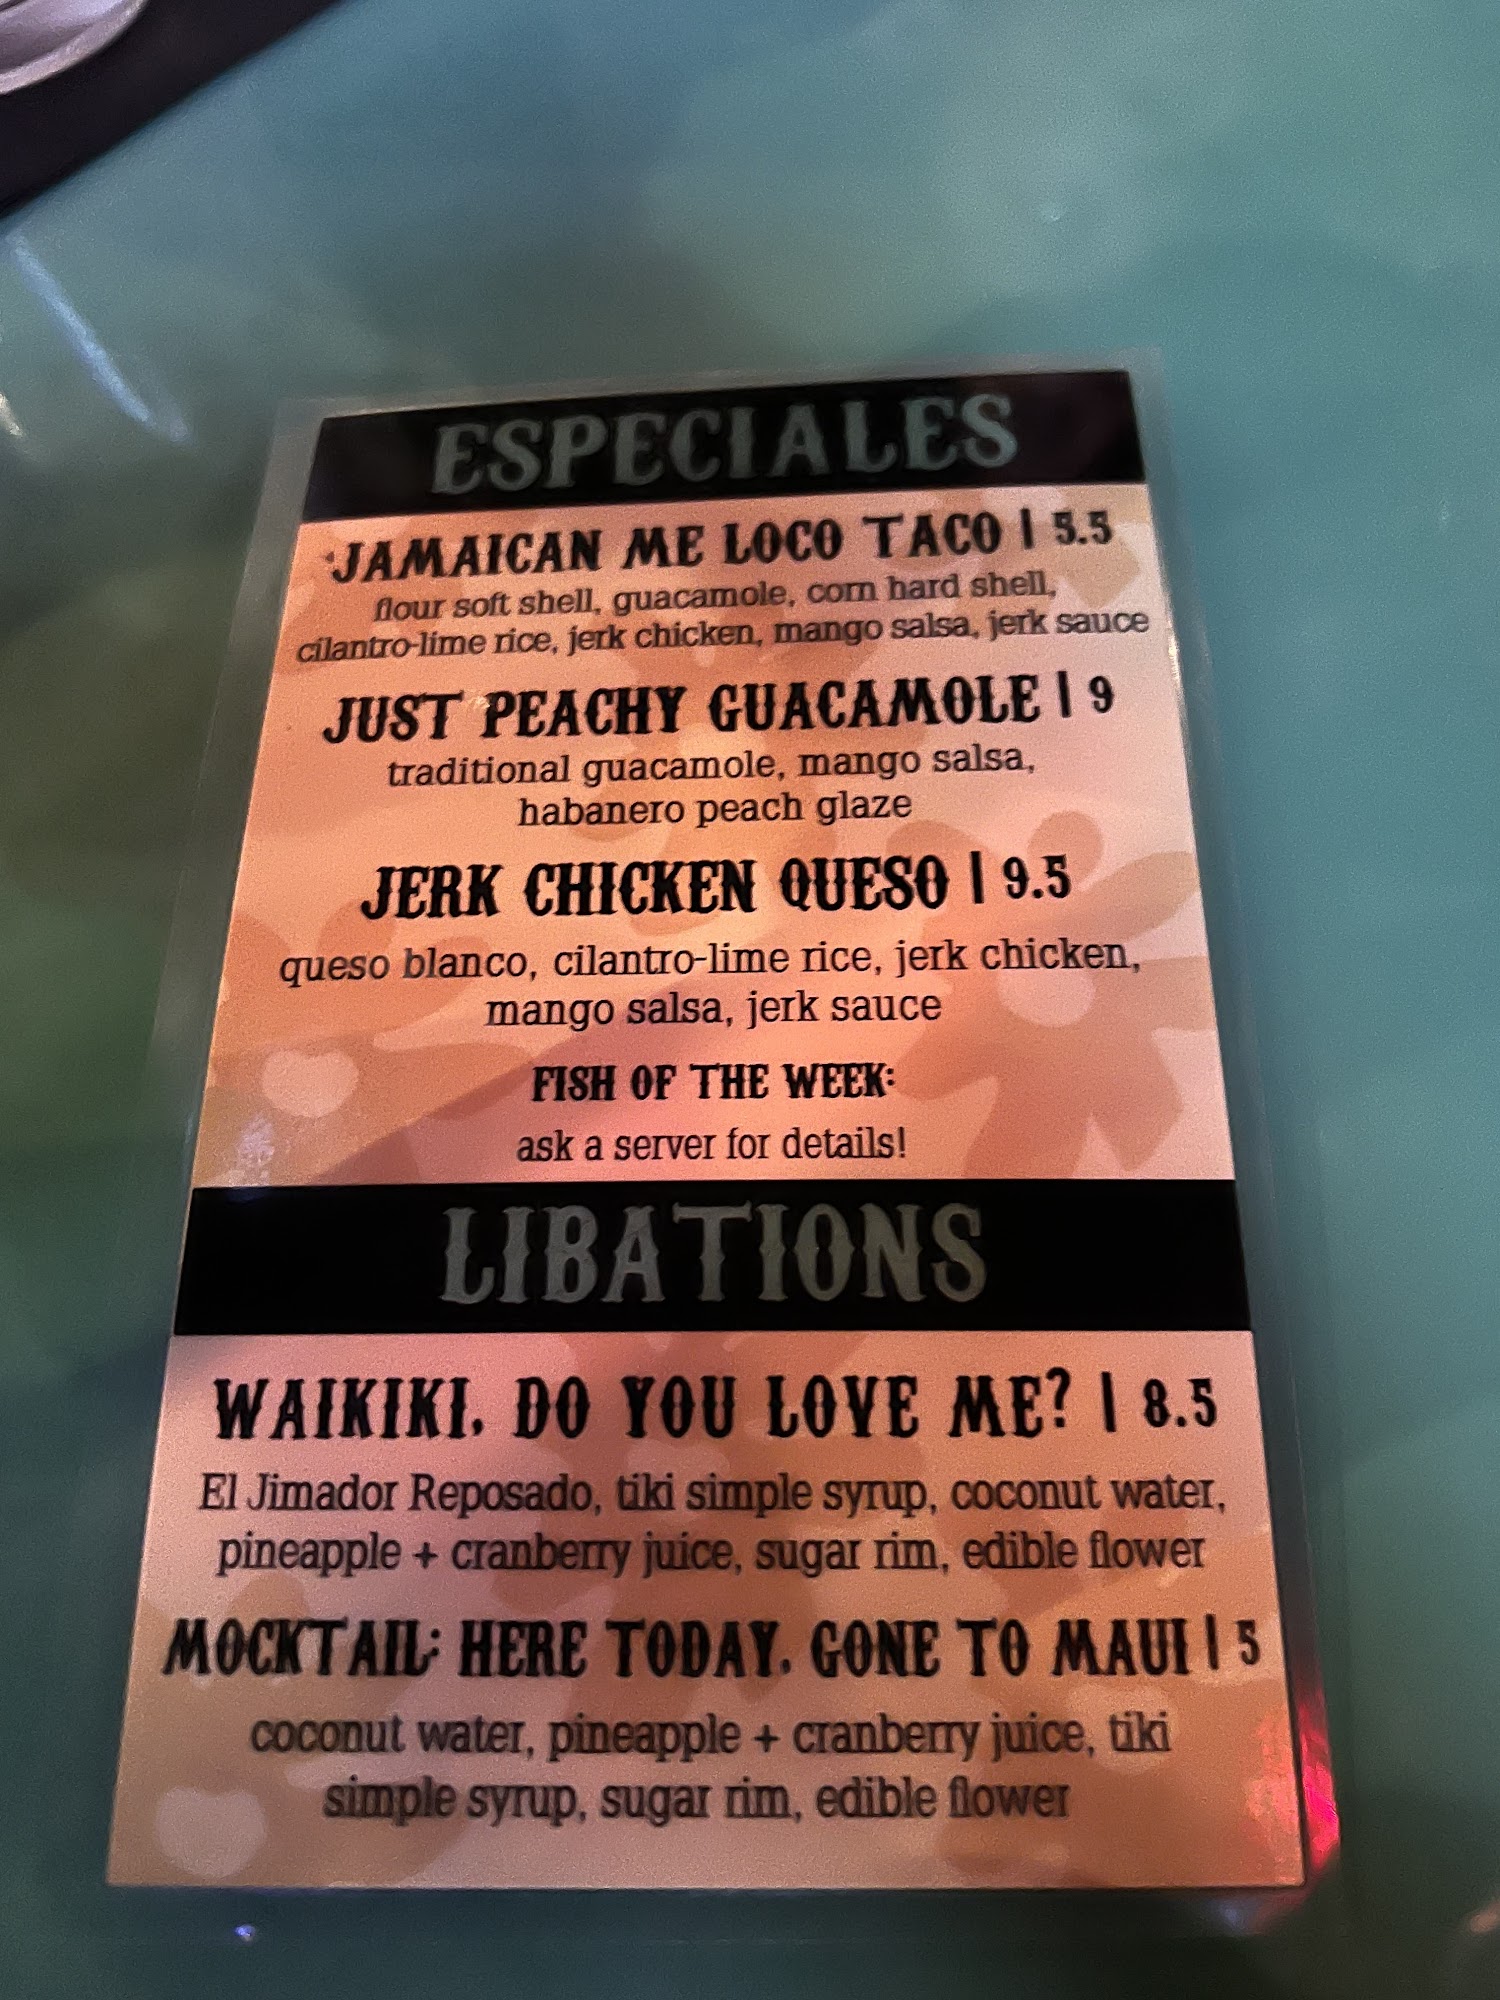 ESPECIALES
JAMAICAN ME LOCO TACO | 5.5
flour soft shell, guacamole, corn hard shell,
cilantro-lime rice, jerk chicken, mango salsa, jerk sauce
JUST PEACHY GUACAMOLE | 9
traditional guacamole, mango salsa,
habanero peach glaze
JERK CHICKEN QUESO | 9.5
queso blanco, cilantro-lime rice, jerk chicken,
mango salsa, jerk sauce
FISH OF THE WEEK:
ask a server for details!
LIBATIONS
WAIKIKI, DO YOU LOVE ME? | 8.5
El Jimador Reposado, tiki simple syrup, coconut water,
pineapple + cranberry juice, sugar rim, edible flower
MOCKTAIL: HERE TODAY, GONE TO MAUI | 5
coconut water, pineapple + cranberry juice, tiki
simple syrup, sugar rim, edible flower